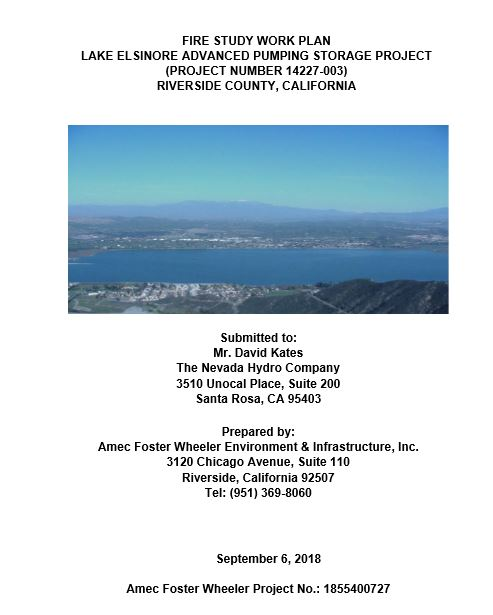 FIRE STUDY WORK PLAN
LAKE ELSINORE ADVANCED PUMPING STORAGE PROJECT
(PROJECT NUMBER 14227-003)
RIVERSIDE COUNTY, CALIFORNIA
Submitted to:
Mr. David Kates
The Nevada Hydro Company
3510 Unocal Place, Suite 200
Santa Rosa, CA 95403
Prepared by:
Amec Foster Wheeler Environment & Infrastructure, Inc.
3120 Chicago Avenue, Suite 110
Riverside, California 92507
Tel: (951) 369-8060
September 6, 2018
Amec Foster Wheeler Project No.: 1855400727